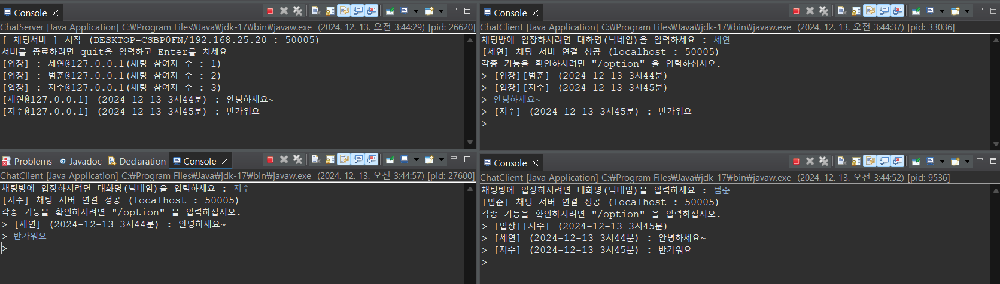 Console
ChatServer [Java Application] C:₩Program Files₩Java₩jdk-17₩bin₩javaw.exe (2024. 12. 13. 오전 3:44:29) [pid: 26620]
[ 채팅서버 ] 시작 (DESKTOP-CSBP0FN/192.168.25.20 : 50005)
서버를 종료하려면 quit을 입력하고 Enter를 치세요
[입장] : 세연@127.0.0.1(채팅 참여자 수 : 1)
[입장] : 범준@127.0.0.1(채팅 참여자 수 : 2)
[입장] : 지수@127.0.0.1(채팅 참여자 수 : 3)
[세연@127.0.0.1] (2024-12-13 3시44분) : 안녕하세요~
[지수@127.0.0.1] (2024-12-13 3시45분) : 반가워요
Console
ChatClient [Java Application] C:₩Program Files₩Java₩jdk-17₩bin₩javaw.exe (2024. 12. 13. 오전 3:44:37) [pid: 33036]
채팅방에 입장하시려면 대화명(닉네임)을 입력하세요 : 세연
[세연] 채팅 서버 연결 성공 (localhost : 50005)
각종 기능을 확인하시려면 "/option" 을 입력하십시오.
> [입장][범준] (2024-12-13 3시44분)
> [입장][지수] (2024-12-13 3시45분)
> 안녕하세요~
> [지수] (2024-12-13 3시45분) : 반가워요
>
Problems Javadoc Declaration Console
ChatClient [Java Application] C:₩Program Files₩Java₩jdk-17₩bin₩javaw.exe (2024. 12. 13. 오전 3:44:57) [pid: 27600]
채팅방에 입장하시려면 대화명(닉네임)을 입력하세요 : 지수
[지수] 채팅 서버 연결 성공 (localhost : 50005)
각종 기능을 확인하시려면 "/option" 을 입력하십시오.
> [세연] (2024-12-13 3시44분) : 안녕하세요~
> 반가워요
>
Console
ChatClient [Java Application] C:₩Program Files₩Java₩jdk-17₩bin₩javaw.exe (2024. 12. 13. 오전 3:44:52) [pid: 9536]
채팅방에 입장하시려면 대화명(닉네임)을 입력하세요 : 범준
[범준] 채팅 서버 연결 성공 (localhost : 50005)
각종 기능을 확인하시려면 "/option" 을 입력하십시오.
> [입장][지수] (2024-12-13 3시45분)
> [세연] (2024-12-13 3시44분) : 안녕하세요~
> [지수] (2024-12-13 3시45분) : 반가워요
>